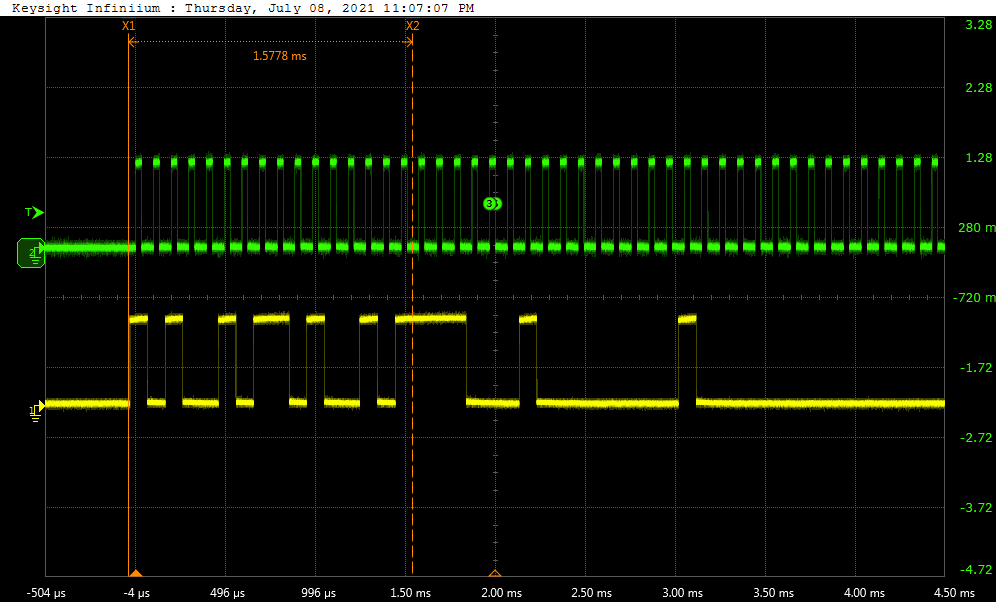 Keysight Infiniium : Thursday, July 08, 2021 11:07:07 PM
X1 X2
1.5778 ms
3.28
2.28
1.28
T
3
280 m
2
-720 m
-1.72
1
-2.72
-3.72
-4.72
-504 µs -4 µs 496 µs 996 µs 1.50 ms 2.00 ms 2.50 ms 3.00 ms 3.50 ms 4.00 ms 4.50 ms